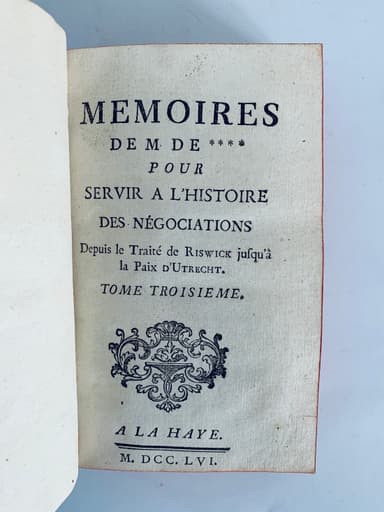 MEMOIRES
DE M. DE ****
POUR
SERVIR A L'HISTOIRE
DES NÉGOCIATIONS
Depuis le Traité de RISWICK juſqu'à
la Paix D'UTRECHT.
TOME TROISIEME.
A LA HAYE.
M. DCC. LVI.